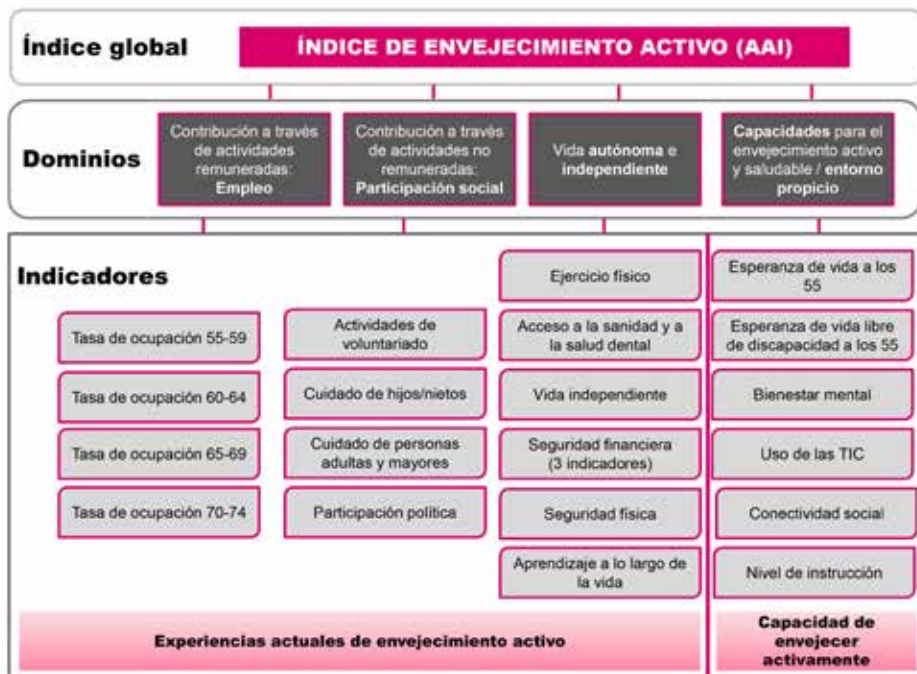 Índice global
ÍNDICE DE ENVEJECIMIENTO ACTIVO (AAI)
Dominios
Contribución a través
de actividades
remuneradas:
Empleo
Contribución a través
de actividades no
remuneradas:
Participación social
Vida autónoma e
independiente
Capacidades para el
envejecimiento activo
y saludable / entorno
propicio
Indicadores
Tasa de ocupación 55-59
Tasa de ocupación 60-64
Tasa de ocupación 65-69
Tasa de ocupación 70-74
Actividades de
voluntariado
Cuidado de hijos/nietos
Cuidado de personas
adultas y mayores
Participación política
Ejercicio físico
Acceso a la sanidad y a
la salud dental
Vida independiente
Seguridad financiera
(3 indicadores)
Seguridad física
Aprendizaje a lo largo de
la vida
Esperanza de vida a los
55
Esperanza de vida libre
de discapacidad a los 55
Bienestar mental
Uso de las TIC
Conectividad social
Nivel de instrucción
Experiencias actuales de envejecimiento activo
Capacidad de
envejecer
activamente